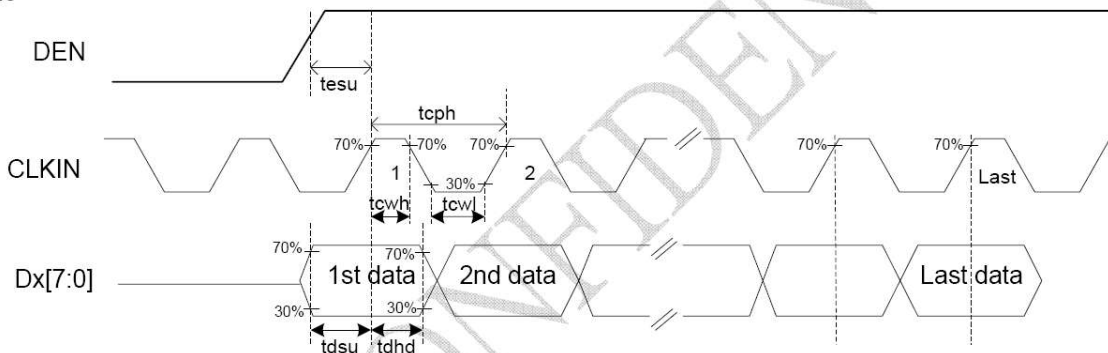 DEN
tesu
tcph
CLKIN
70% 70% 70% 70% 70%
1 2 Last
30%
tcwh tcwl
Dx[7:0]
70% 70%
1st data 2nd data Last data
30% 30%
tdsu tdhd
ONFIDEN